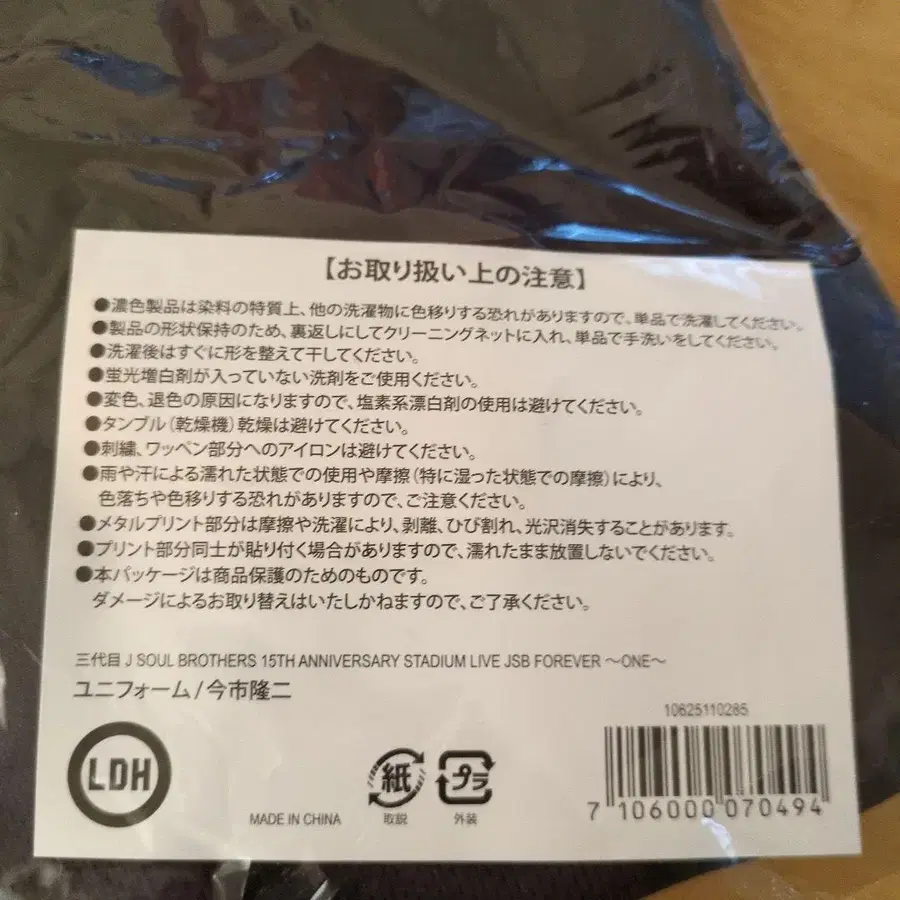 【お取り扱い上の注意】
●濃色製品は染料の特質上、他の洗濯物に色移りする恐れがありますので、単品で洗濯してください。
●製品の形状保持のため、裏返しにしてクリーニングネットに入れ、単品で手洗いをしてください。
●洗濯後はすぐに形を整えて干してください。
●蛍光増白剤が入っていない洗剤をご使用ください。
●変色、退色の原因になりますので、塩素系漂白剤の使用は避けてください。
●タンブル（乾燥機）乾燥は避けてください。
●刺繍、ワッペン部分へのアイロンは避けてください。
●雨や汗による濡れた状態での使用や摩擦（特に湿った状態での摩擦）により、
色落ちや色移りする恐れがありますので、ご注意ください。
●メタルプリント部分は摩擦や洗濯により、剥離、ひび割れ、光沢消失することがあります。
●プリント部分同士が貼り付く場合がありますので、濡れたまま放置しないでください。
●本パッケージは商品保護のためのものです。
ダメージによるお取り替えはいたしかねますので、ご了承ください。
三代目 J SOUL BROTHERS 15TH ANNIVERSARY STADIUM LIVE JSB FOREVER ～ONE～
ユニフォーム / 今市隆二
10625110285
LDH
MADE IN CHINA
紙
取説
プラ
外装
7 106000 070494